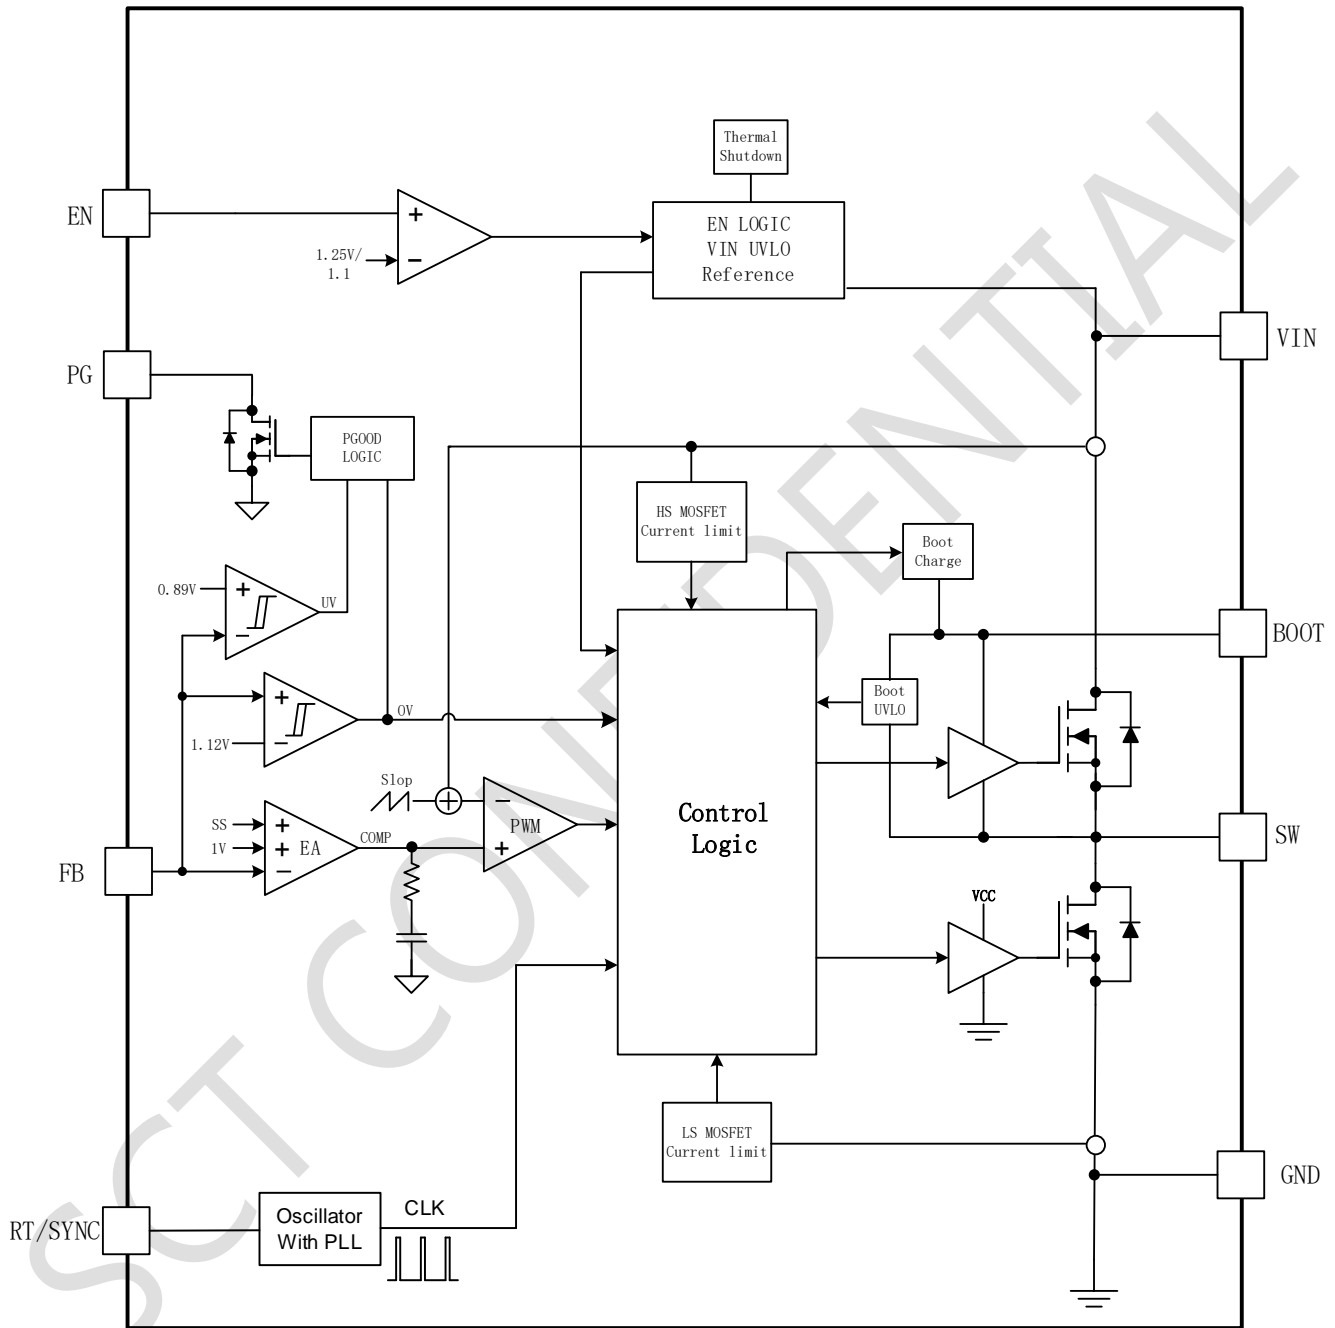 Thermal
Shutdown
EN
EN LOGIC
VIN UVLO
Reference
1.25V/
1.1
VIN
PG
PGOOD
LOGIC
HS MOSFET
Current limit
Boot
Charge
0.89V
UV
BOOT
Boot
UVLO
OV
1.12V
Slop
PWM
Control
Logic
SS
1V
EA
COMP
FB
SW
VCC
LS MOSFET
Current limit
GND
RT/SYNC
Oscillator
With PLL
CLK
SCT CONFIDENTIAL